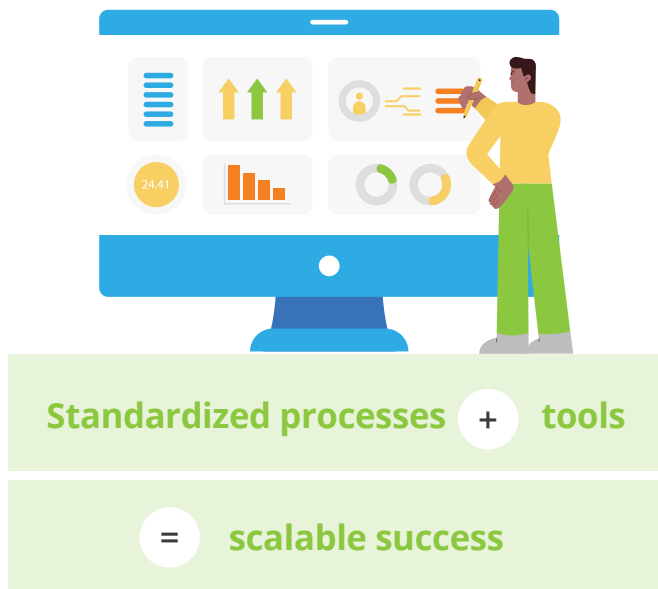 24.41
Standardized processes + tools
= scalable success